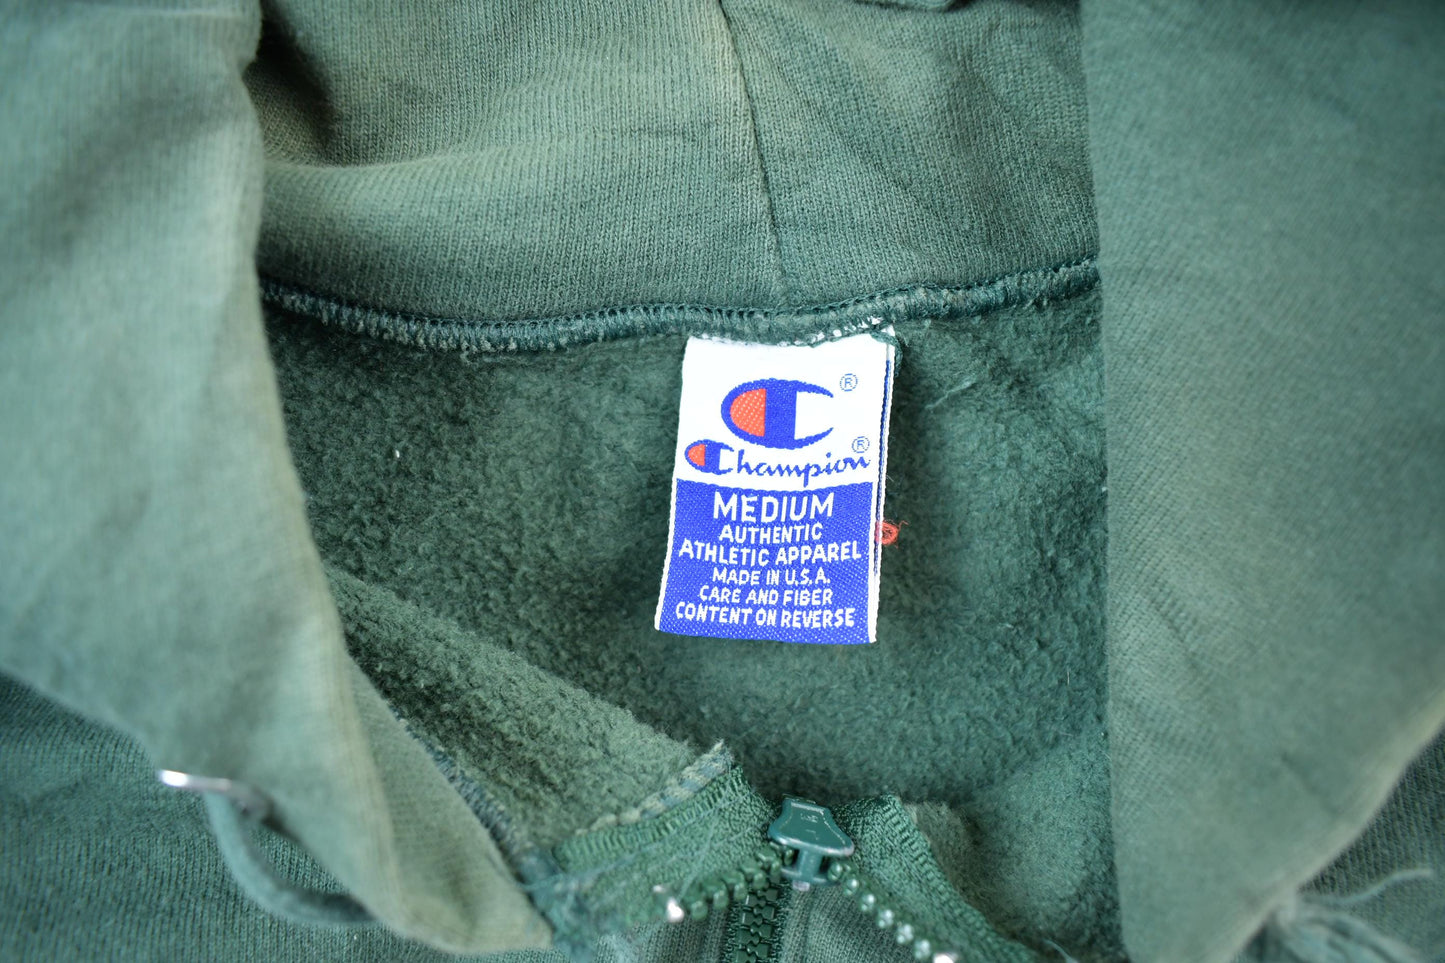 ®
Champion®
MEDIUM
AUTHENTIC
ATHLETIC APPAREL
MADE IN U.S.A.
CARE AND FIBER
CONTENT ON REVERSE